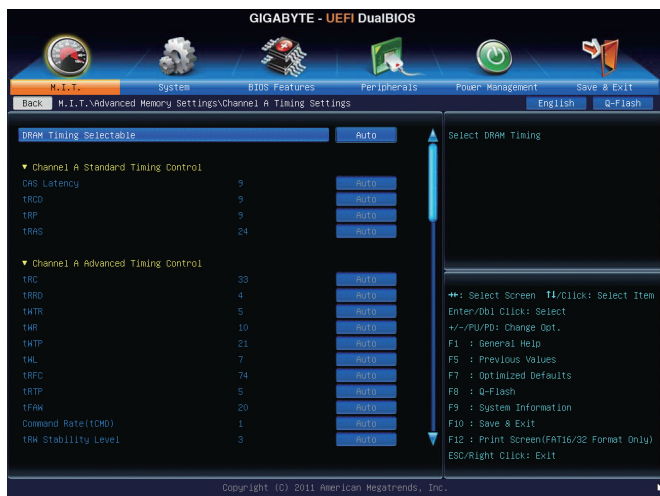 GIGABYTE - UEFI DualBIOS
M.I.T. System BIOS Features Peripherals Power Management Save & Exit
Back M.I.T.\Advanced Memory Settings\Channel A Timing Settings English Q-Flash
DRAM Timing Selectable Auto
▼ Channel A Standard Timing Control
CAS Latency 9 Auto
tRCD 9 Auto
tRP 9 Auto
tRAS 24 Auto
▼ Channel A Advanced Timing Control
tRC 33 Auto
tRRD 4 Auto
tWTR 5 Auto
tWR 10 Auto
tWTP 21 Auto
tWL 7 Auto
tRFC 74 Auto
tRTP 5 Auto
tFAW 20 Auto
Command Rate(tCMD) 1 Auto
tRW Stability Level 3 Auto
Select DRAM Timing
→←: Select Screen ↑↓/Click: Select Item
Enter/Dbl Click: Select
+/-/PU/PD: Change Opt.
F1 : General Help
F5 : Previous Values
F7 : Optimized Defaults
F8 : Q-Flash
F9 : System Information
F10 : Save & Exit
F12 : Print Screen(FAT16/32 Format Only)
ESC/Right Click: Exit
Copyright (C) 2011 American Megatrends, Inc.